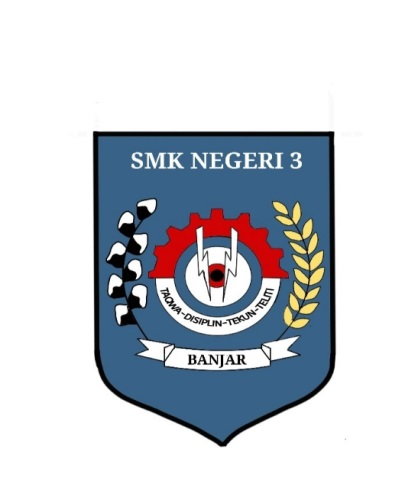 SMK NEGERI 3
TAQWA-DISIPLIN-TEKUN-TELITI
BANJAR